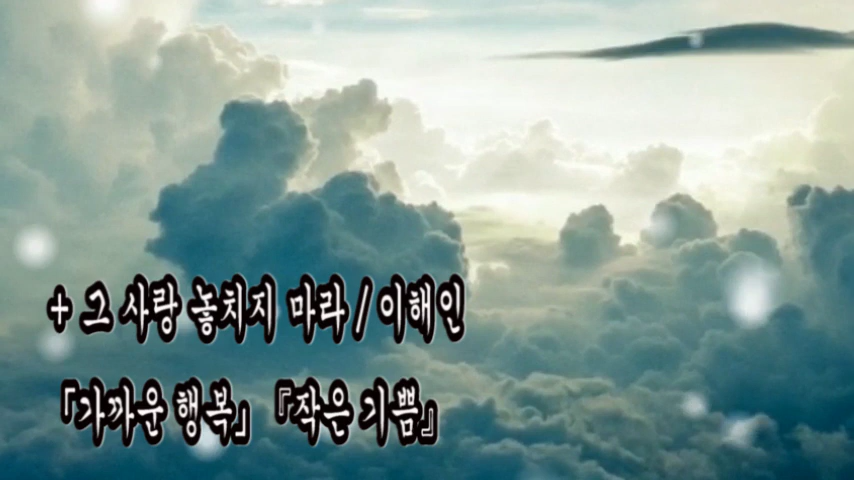 + 그 사랑 놓치지 마라 / 이해인
「가까운 행복」 『작은 기쁨』